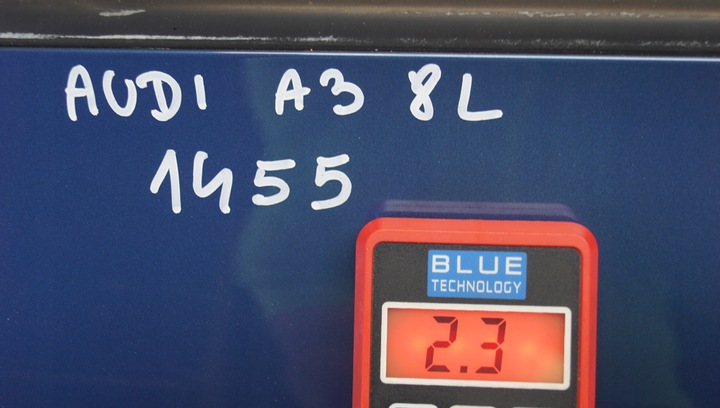 AUDI A3 8L
1455
BLUE
TECHNOLOGY
2.3